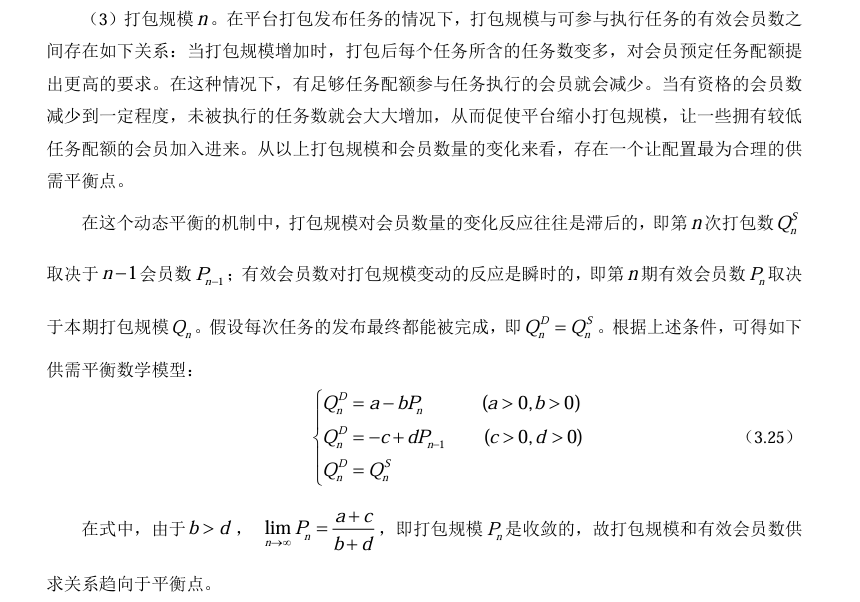 （3）打包规模 n。在平台打包发布任务的情况下，打包规模与可参与执行任务的有效会员数之
间存在如下关系：当打包规模增加时，打包后每个任务所含的任务数变多，对会员预定任务配额提
出更高的要求。在这种情况下，有足够任务配额参与任务执行的会员就会减少。当有资格的会员数
减少到一定程度，未被执行的任务数就会大大增加，从而促使平台缩小打包规模，让一些拥有较低
任务配额的会员加入进来。从以上打包规模和会员数量的变化来看，存在一个让配置最为合理的供
需平衡点。
在这个动态平衡的机制中，打包规模对会员数量的变化反应往往是滞后的，即第 n 次打包数 Q_n^S
取决于 n−1 会员数 P_{n−1}；有效会员数对打包规模变动的反应是瞬时的，即第 n 期有效会员数 P_n 取决
于本期打包规模 Q_n。假设每次任务的发布最终都能被完成，即 Q_n^D = Q_n^S。根据上述条件，可得如下
供需平衡数学模型：
Q_n^D = a − bP_n (a > 0, b > 0)
Q_n^D = −c + dP_{n−1} (c > 0, d > 0) （3.25）
Q_n^D = Q_n^S
在式中，由于 b > d， lim_{n→∞} P_n = (a + c)/(b + d)，即打包规模 P_n 是收敛的，故打包规模和有效会员数供
求关系趋向于平衡点。